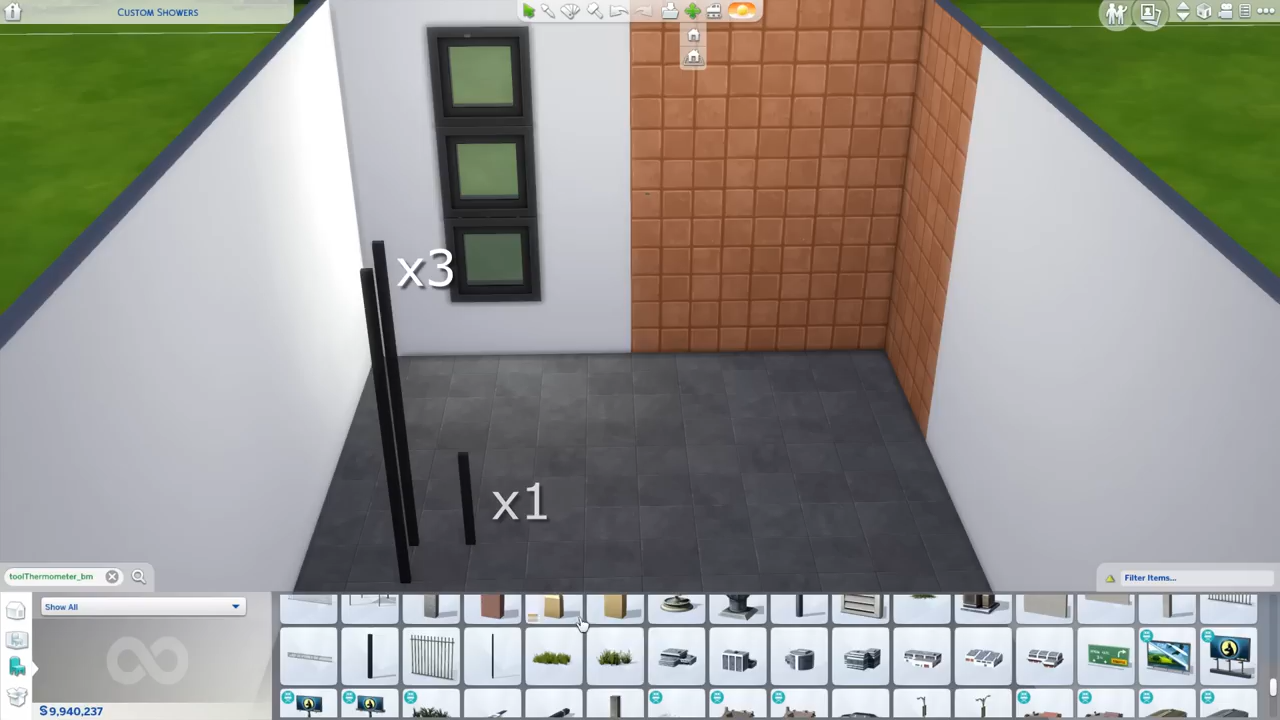 CUSTOM SHOWERS
x3
x1
toolThermometer_bm
Filter Items...
Show All
§9,940,237